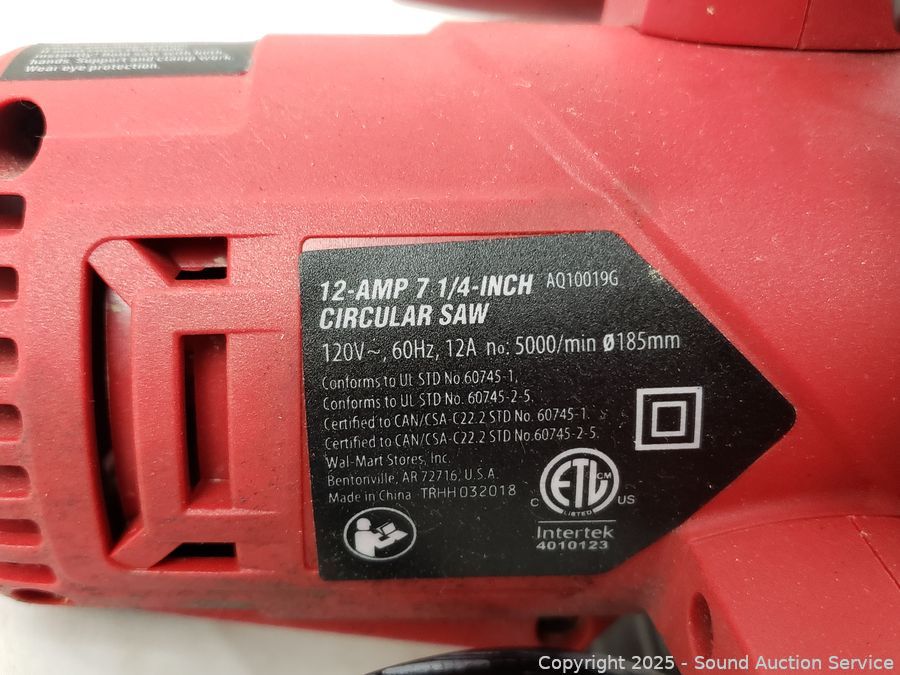 hands. Support and clamp work.
Wear eye protection.
12-AMP 7 1/4-INCH AQ10019G
CIRCULAR SAW
120V~, 60Hz, 12A no: 5000/min Ø185mm
Conforms to UL STD No.60745-1,
Conforms to UL STD No. 60745-2-5.
Certified to CAN/CSA-C22.2 STD No. 60745-1.
Certified to CAN/CSA-C22.2 STD No.60745-2-5.
Wal-Mart Stores, Inc.
Bentonville, AR 72716, U.S.A.
Made in China TRHH032018
ETL CM
LISTED
C US
Intertek
4010123
Copyright © 2025 - Sound Auction Service